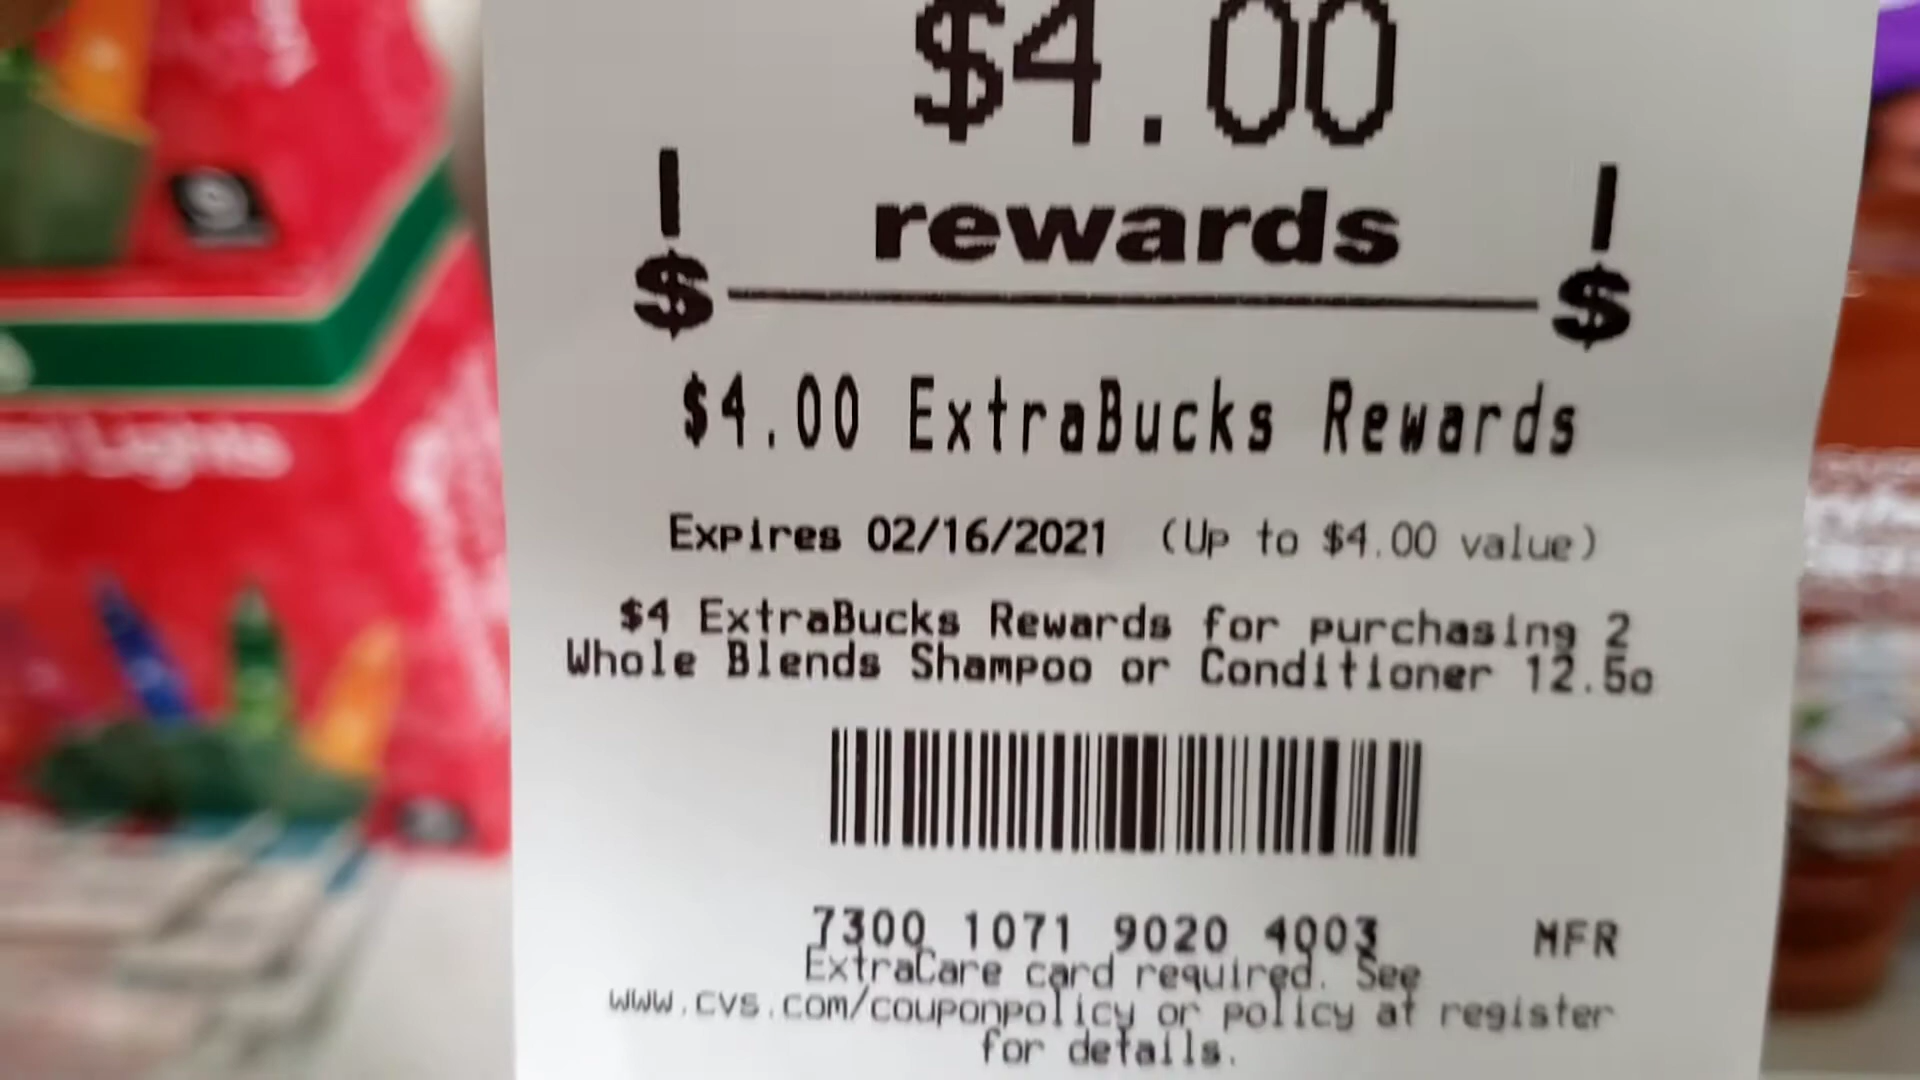 $4.00
rewards
$ $
$4.00 ExtraBucks Rewards
Expires 02/16/2021 (Up to $4.00 value)
$4 ExtraBucks Rewards for purchasing 2
Whole Blends Shampoo or Conditioner 12.5o
7300 1071 9020 4003 MFR
ExtraCare card required. See
www.cvs.com/couponpolicy or policy at register
for details.
Lights